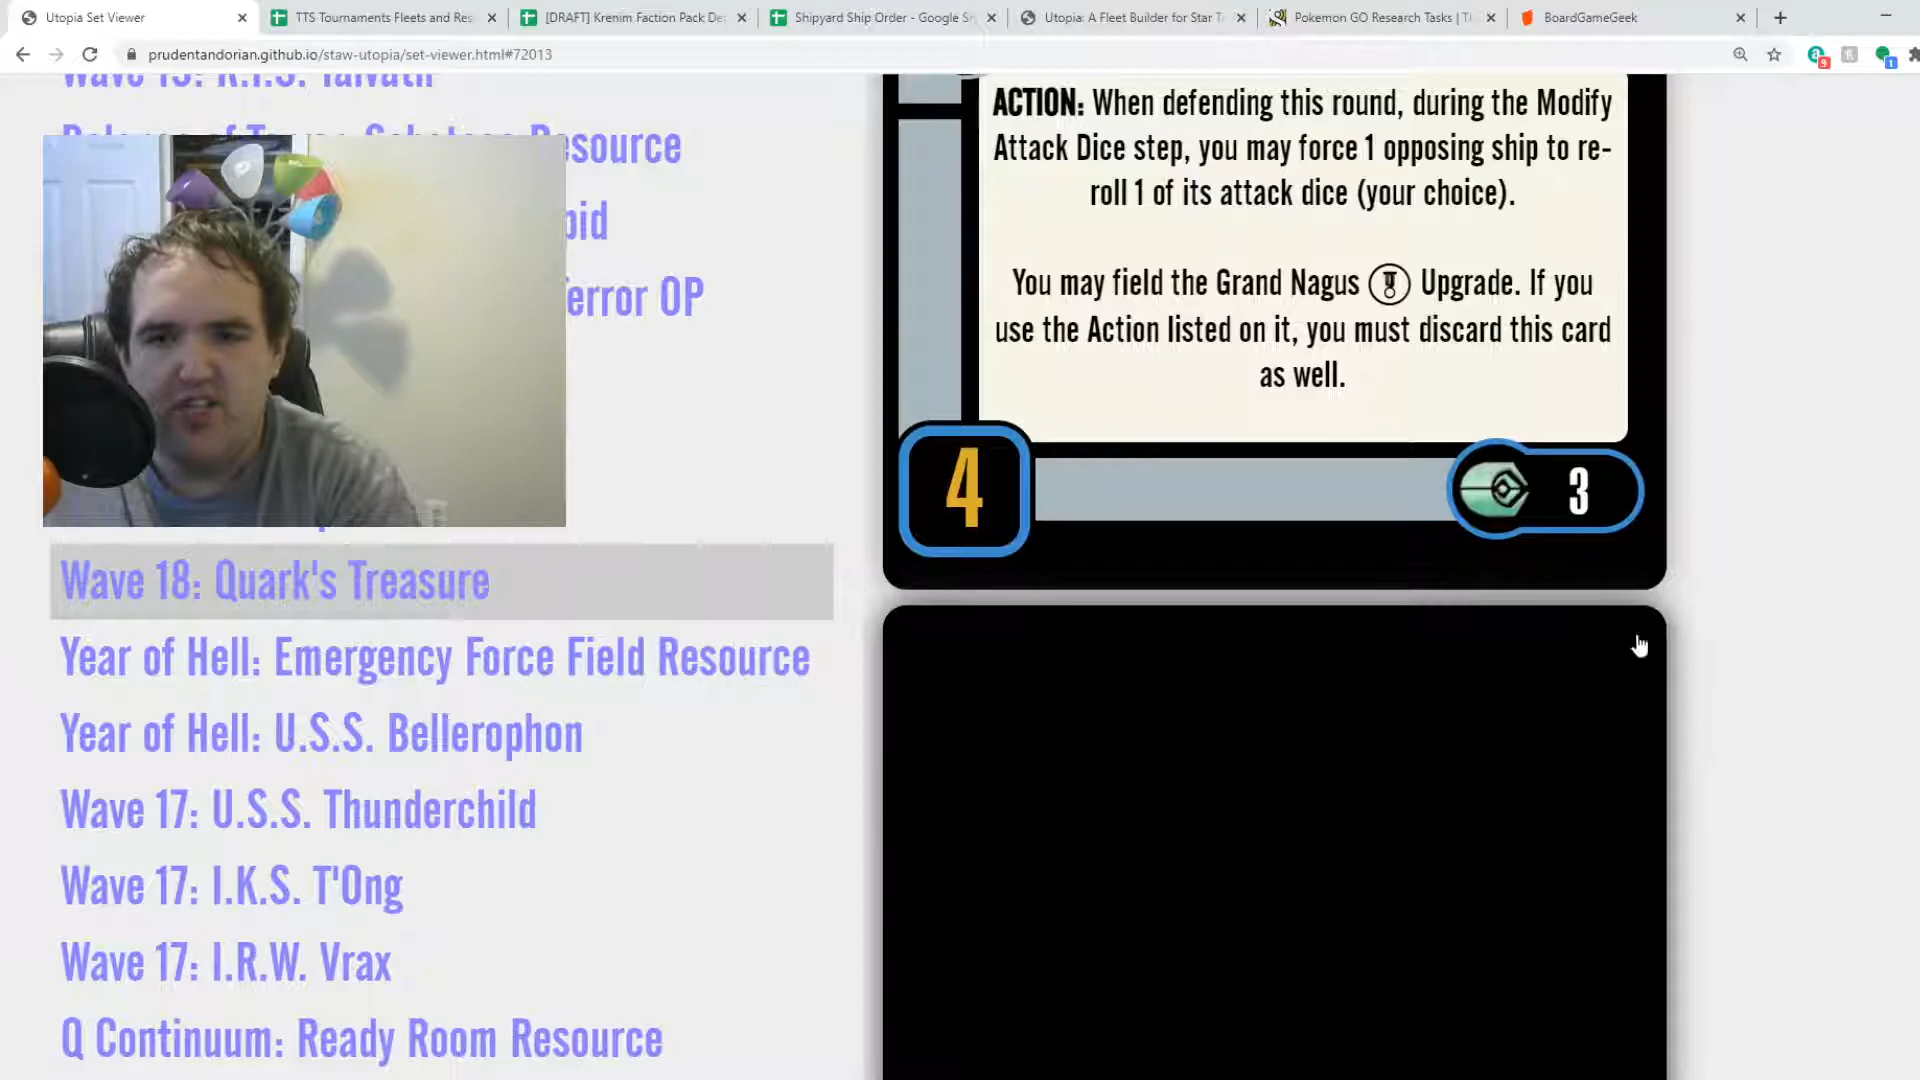 Utopia Set Viewer
TTS Tournaments Fleets and Res
[DRAFT] Krenim Faction Pack De
Shipyard Ship Order - Google S
Utopia: A Fleet Builder for Star T
Pokemon GO Research Tasks | T
BoardGameGeek
prudentandorian.github.io/staw-utopia/set-viewer.html#72013
9
1
Resource
error OP
Wave 18: Quark's Treasure
Year of Hell: Emergency Force Field Resource
Year of Hell: U.S.S. Bellerophon
Wave 17: U.S.S. Thunderchild
Wave 17: I.K.S. T'Ong
Wave 17: I.R.W. Vrax
Q Continuum: Ready Room Resource
ACTION: When defending this round, during the Modify
Attack Dice step, you may force 1 opposing ship to re-
roll 1 of its attack dice (your choice).
You may field the Grand Nagus Upgrade. If you
use the Action listed on it, you must discard this card
as well.
4
3